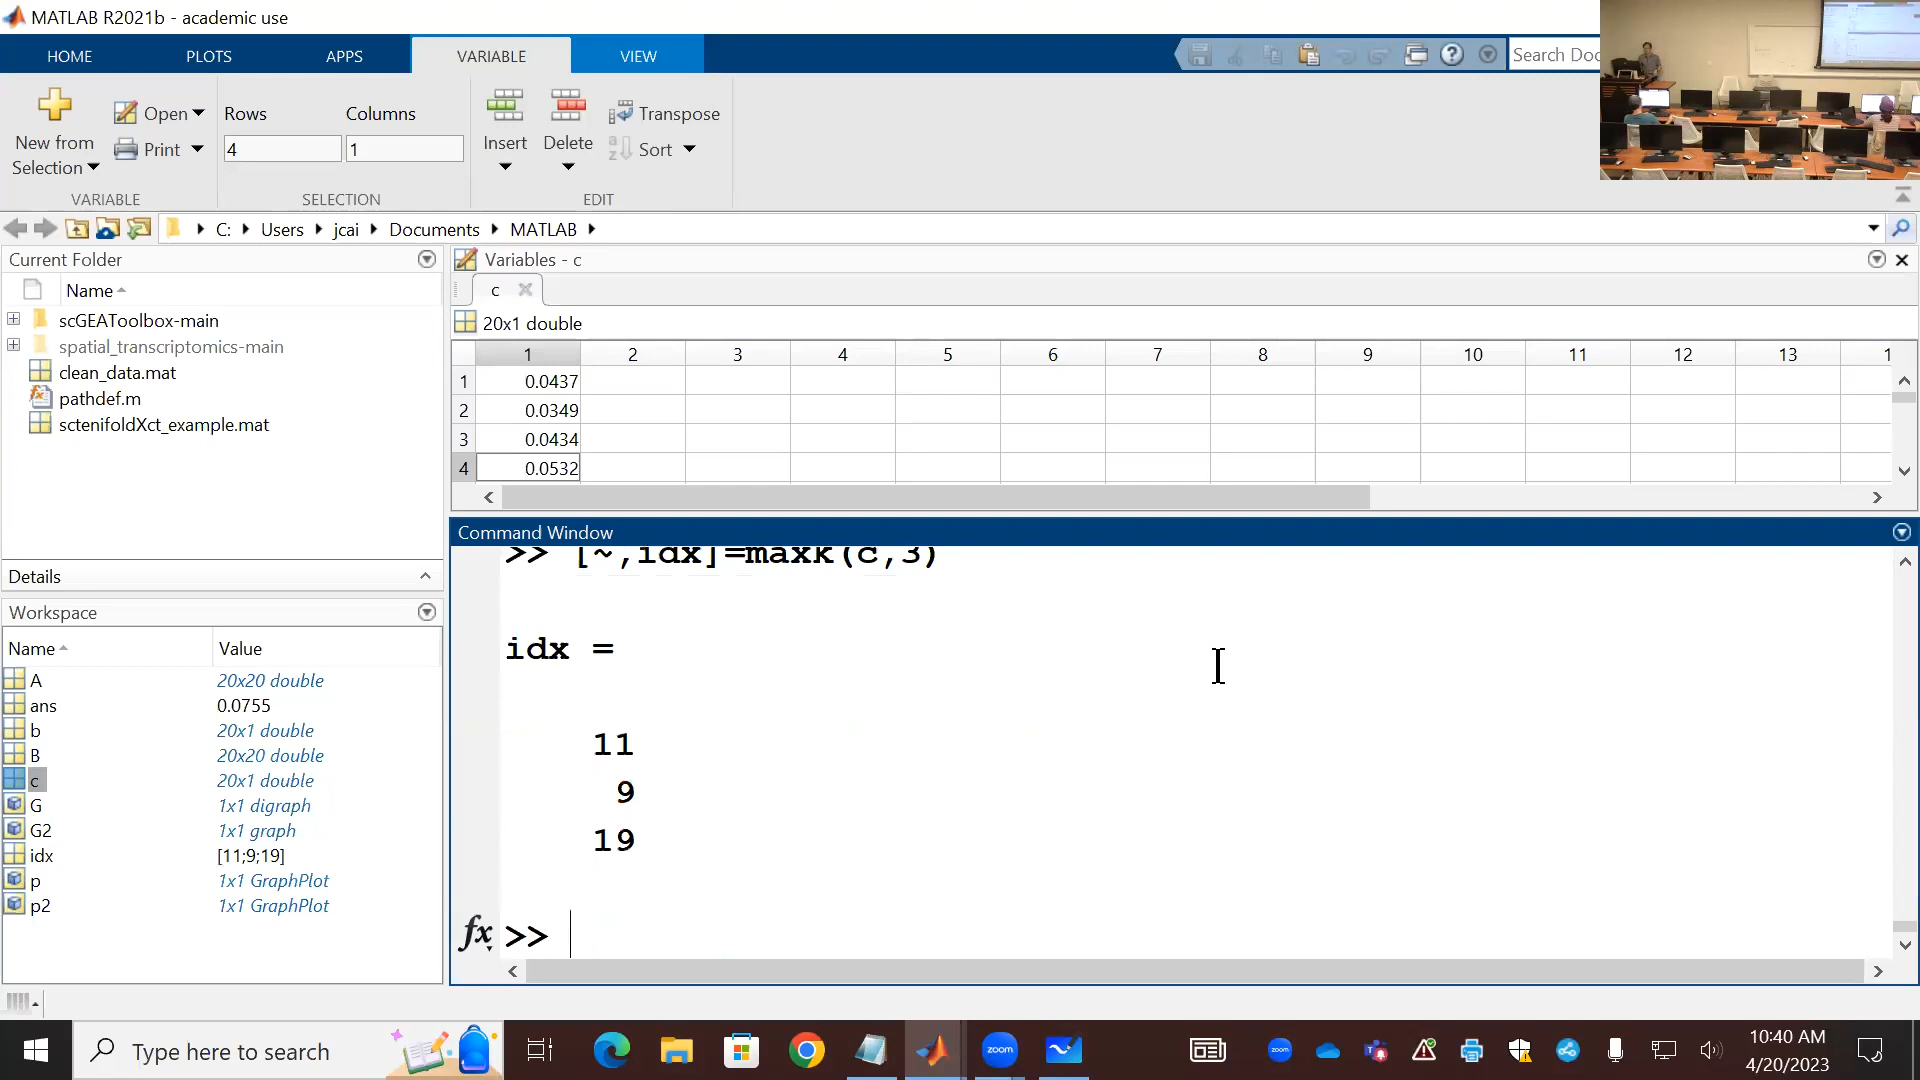 MATLAB R2021b - academic use
HOME PLOTS APPS VARIABLE VIEW
Search Doc
New from Selection
Open
Print
VARIABLE
Rows Columns
4 1
SELECTION
Insert Delete
Transpose
Sort
EDIT
C: Users jcai Documents MATLAB
Current Folder
Name
scGEAToolbox-main
spatial_transcriptomics-main
clean_data.mat
pathdef.m
sctenifoldXct_example.mat
Details
Workspace
Name Value
A 20x20 double
ans 0.0755
b 20x1 double
B 20x20 double
c 20x1 double
G 1x1 digraph
G2 1x1 graph
idx [11;9;19]
p 1x1 GraphPlot
p2 1x1 GraphPlot
Variables - c
c
20x1 double
1 2 3 4 5 6 7 8 9 10 11 12 13 1
1 0.0437
2 0.0349
3 0.0434
4 0.0532
Command Window
>> [~,idx]=maxk(c,3)
idx =
11
9
19
fx >>
Type here to search
zoom
zoom
10:40 AM
4/20/2023